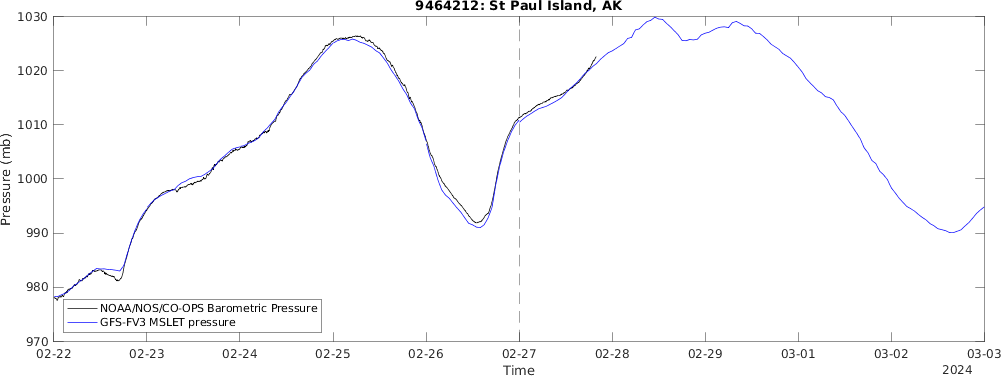 9464212: St Paul Island, AK
1030
1020
1010
1000
990
980
970
Pressure (mb)
NOAA/NOS/CO-OPS Barometric Pressure
GFS-FV3 MSLET pressure
02-22 02-23 02-24 02-25 02-26 02-27 02-28 02-29 03-01 03-02 03-03
Time
2024